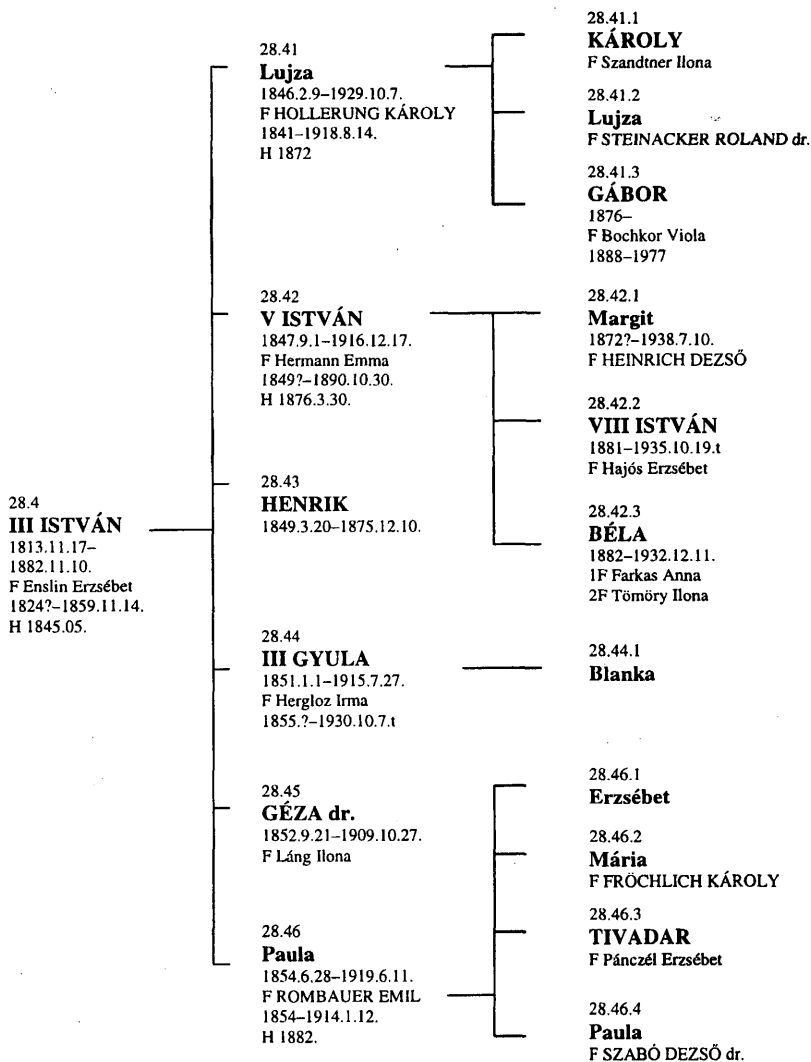 28.4
III ISTVÁN
1813.11.17–
1882.11.10.
F Enslin Erzsébet
1824?–1859.11.14.
H 1845.05.
28.41
Lujza
1846.2.9–1929.10.7.
F HOLLERUNG KÁROLY
1841–1918.8.14.
H 1872
28.42
V ISTVÁN
1847.9.1–1916.12.17.
F Hermann Emma
1849?–1890.10.30.
H 1876.3.30.
28.43
HENRIK
1849.3.20–1875.12.10.
28.44
III GYULA
1851.1.1–1915.7.27.
F Hergloz Irma
1855.?–1930.10.7.t
28.45
GÉZA dr.
1852.9.21–1909.10.27.
F Láng Ilona
28.46
Paula
1854.6.28–1919.6.11.
F ROMBAUER EMIL
1854–1914.1.12.
H 1882.
28.41.1
KÁROLY
F Szandtner Ilona
28.41.2
Lujza
F STEINACKER ROLAND dr.
28.41.3
GÁBOR
1876–
F Bochkor Viola
1888–1977
28.42.1
Margit
1872?–1938.7.10.
F HEINRICH DEZSŐ
28.42.2
VIII ISTVÁN
1881–1935.10.19.t
F Hajós Erzsébet
28.42.3
BÉLA
1882–1932.12.11.
1F Farkas Anna
2F Tömöry Ilona
28.44.1
Blanka
28.46.1
Erzsébet
28.46.2
Mária
F FRÖCHLICH KÁROLY
28.46.3
TIVADAR
F Pánczél Erzsébet
28.46.4
Paula
F SZABÓ DEZSŐ dr.